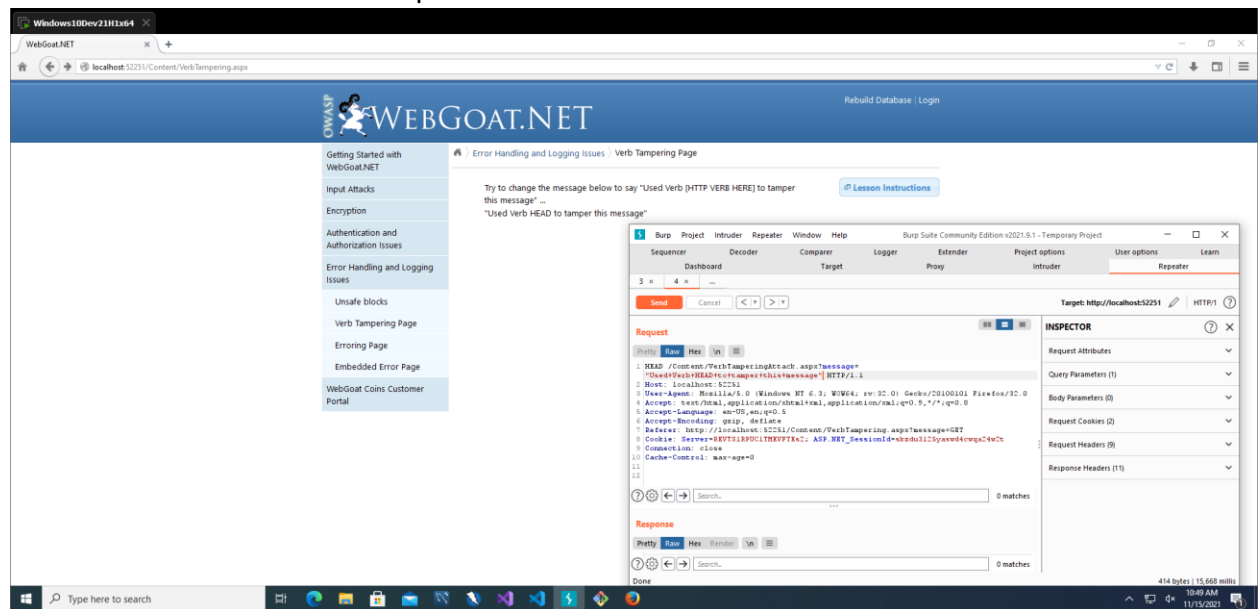 Windows10Dev21H1x64
WebGoat.NET
localhost:52251/Content/VerbTampering.aspx
OWASP
WEBGOAT.NET
Rebuild Database | Login
Getting Started with
WebGoat.NET
Input Attacks
Encryption
Authentication and
Authorization Issues
Error Handling and Logging
Issues
Unsafe blocks
Verb Tampering Page
Erroring Page
Embedded Error Page
WebGoat Coins Customer
Portal
Error Handling and Logging Issues Verb Tampering Page
Try to change the message below to say "Used Verb [HTTP VERB HERE] to tamper
this message" ...
"Used Verb HEAD to tamper this message"
Lesson Instructions
Burp Project Intruder Repeater Window Help Burp Suite Community Edition v2021.9.1 - Temporary Project
Sequencer Decoder Comparer Logger Extender Project options User options Learn
Dashboard Target Proxy Intruder Repeater
3 × 4 × ...
Send Cancel < > Target: http://localhost:52251 HTTP/1
Request
Pretty Raw Hex \n
1 HEAD /Content/VerbTamperingAttack.aspx?message=
"Used+Verb+HEAD+to+tamper+this+message" HTTP/1.1
2 Host: localhost:52251
3 User-Agent: Mozilla/5.0 (Windows NT 6.3; WOW64; rv:32.0) Gecko/20100101 Firefox/32.0
4 Accept: text/html,application/xhtml+xml,application/xml;q=0.9,*/*;q=0.8
5 Accept-Language: en-US,en;q=0.5
6 Accept-Encoding: gzip, deflate
7 Referer: http://localhost:52251/Content/VerbTampering.aspx?message=GET
8 Cookie: ASP.NET_SessionId=
9 Connection: close
10 Cache-Control: max-age=0
11
12
Search... 0 matches
Response
Pretty Raw Hex Render \n
Search... 0 matches
Done 414 bytes | 15,668 millis
INSPECTOR
Request Attributes
Query Parameters (1)
Body Parameters (0)
Request Cookies (2)
Request Headers (9)
Response Headers (11)
Type here to search
10:49 AM
11/15/2021